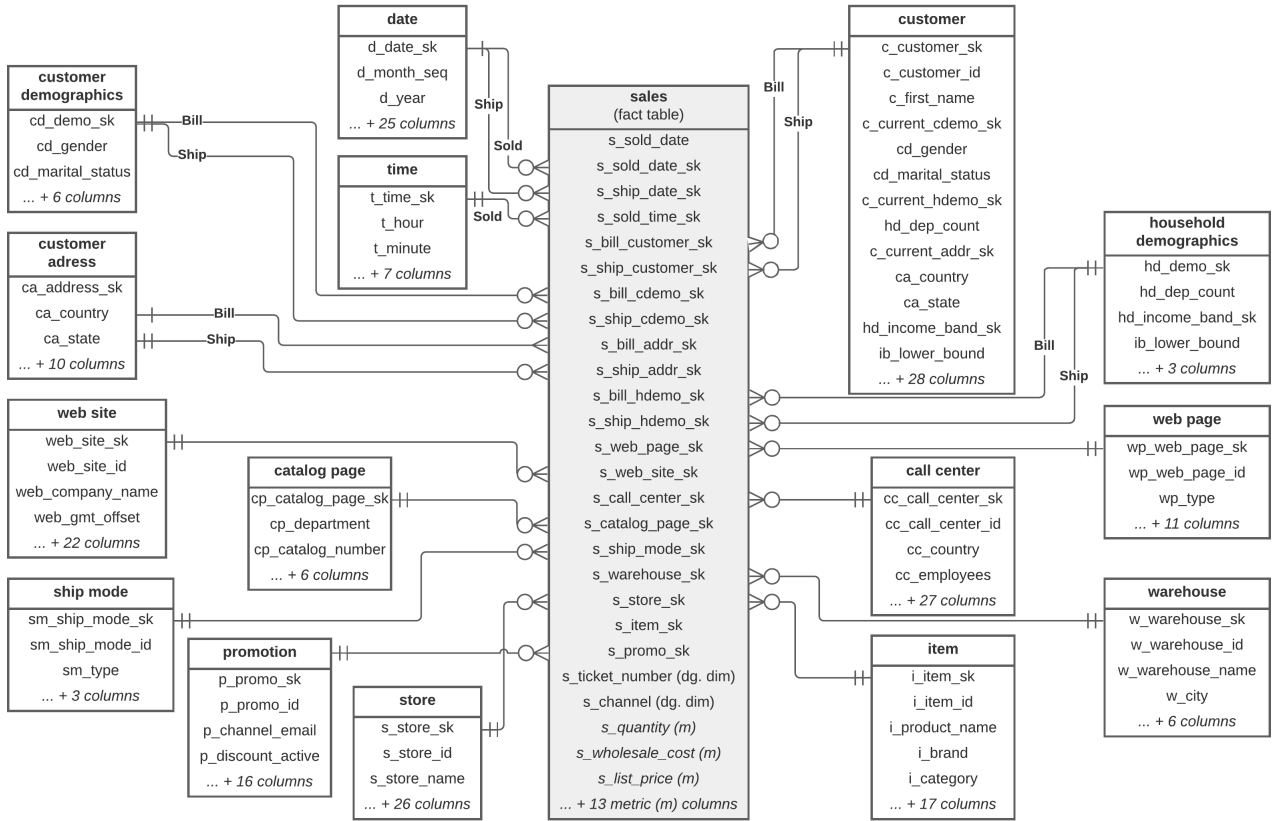 date
d_date_sk
d_month_seq
d_year
... + 25 columns
customer
c_customer_sk
c_customer_id
c_first_name
c_current_cdemo_sk
cd_gender
cd_marital_status
c_current_hdemo_sk
hd_dep_count
c_current_addr_sk
ca_country
ca_state
hd_income_band_sk
ib_lower_bound
... + 28 columns
customer
demographics
cd_demo_sk
cd_gender
cd_marital_status
... + 6 columns
Bill
Ship
Ship
Sold
Bill
Ship
time
t_time_sk
t_hour
t_minute
... + 7 columns
Sold
sales
(fact table)
s_sold_date
s_sold_date_sk
s_ship_date_sk
s_sold_time_sk
s_bill_customer_sk
s_ship_customer_sk
s_bill_cdemo_sk
s_ship_cdemo_sk
s_bill_addr_sk
s_ship_addr_sk
s_bill_hdemo_sk
s_ship_hdemo_sk
s_web_page_sk
s_web_site_sk
s_call_center_sk
s_catalog_page_sk
s_ship_mode_sk
s_warehouse_sk
s_store_sk
s_item_sk
s_promo_sk
s_ticket_number (dg. dim)
s_channel (dg. dim)
s_quantity (m)
s_wholesale_cost (m)
s_list_price (m)
... + 13 metric (m) columns
customer
adress
ca_address_sk
ca_country
ca_state
... + 10 columns
Bill
Ship
household
demographics
hd_demo_sk
hd_dep_count
hd_income_band_sk
ib_lower_bound
... + 3 columns
Bill
Ship
web site
web_site_sk
web_site_id
web_company_name
web_gmt_offset
... + 22 columns
catalog page
cp_catalog_page_sk
cp_department
cp_catalog_number
... + 6 columns
web page
wp_web_page_sk
wp_web_page_id
wp_type
... + 11 columns
call center
cc_call_center_sk
cc_call_center_id
cc_country
cc_employees
... + 27 columns
ship mode
sm_ship_mode_sk
sm_ship_mode_id
sm_type
... + 3 columns
promotion
p_promo_sk
p_promo_id
p_channel_email
p_discount_active
... + 16 columns
store
s_store_sk
s_store_id
s_store_name
... + 26 columns
warehouse
w_warehouse_sk
w_warehouse_id
w_warehouse_name
w_city
... + 6 columns
item
i_item_sk
i_item_id
i_product_name
i_brand
i_category
... + 17 columns